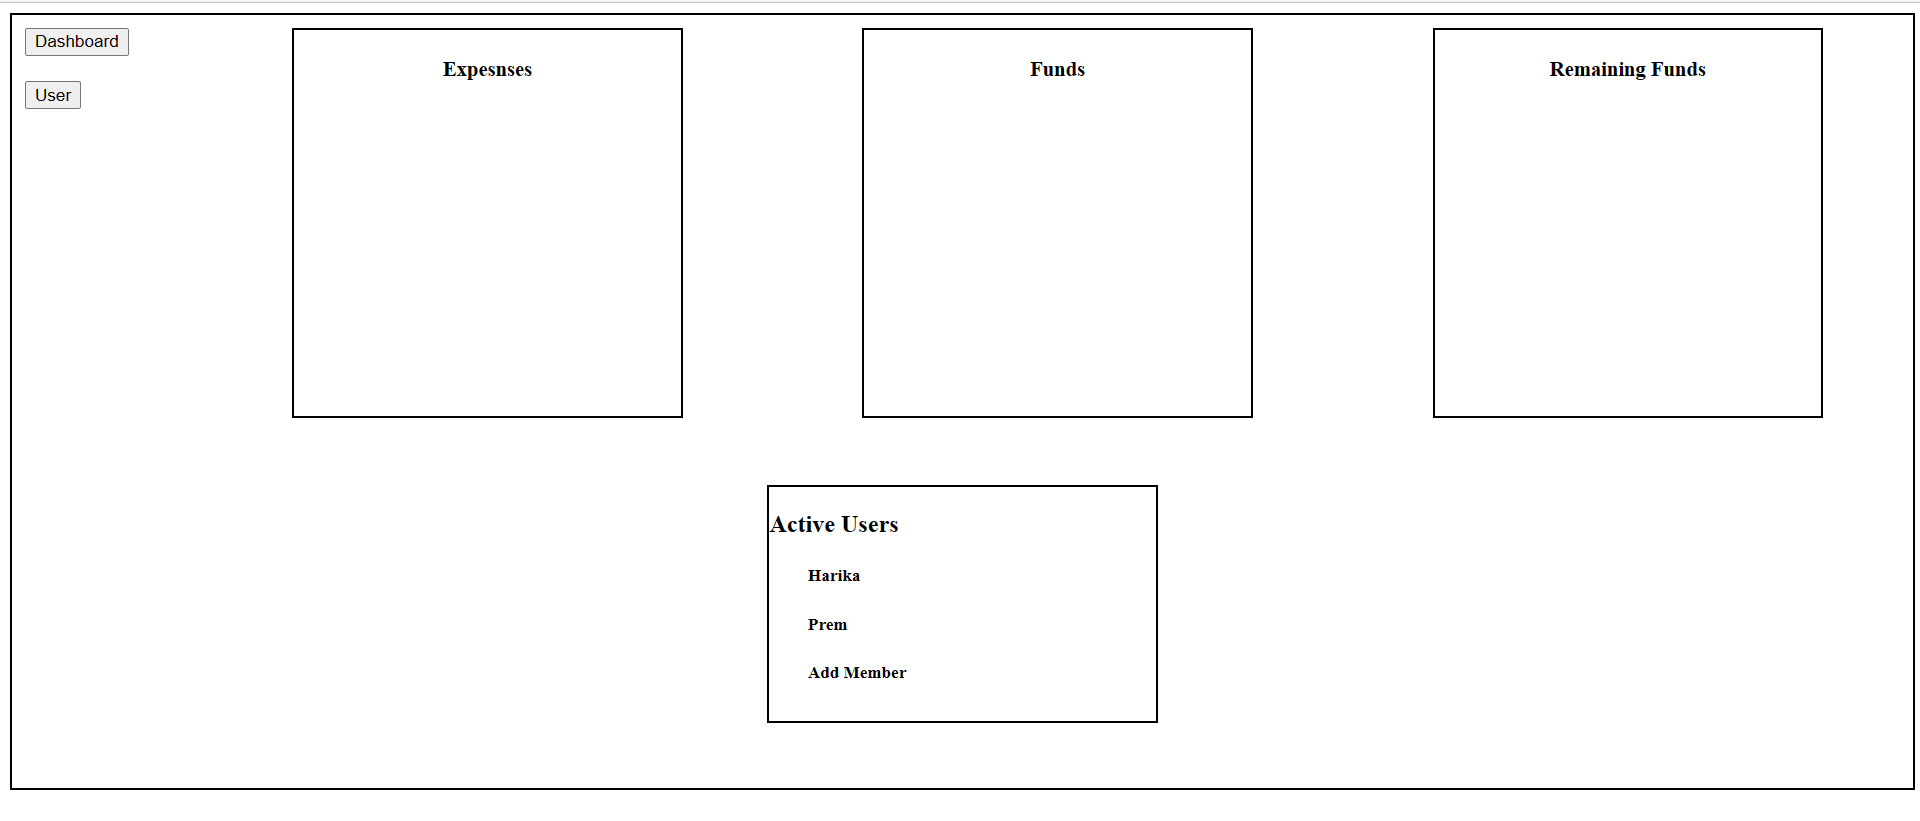 Dashboard
User
Expesnses
Funds
Remaining Funds
Active Users
Harika
Prem
Add Member